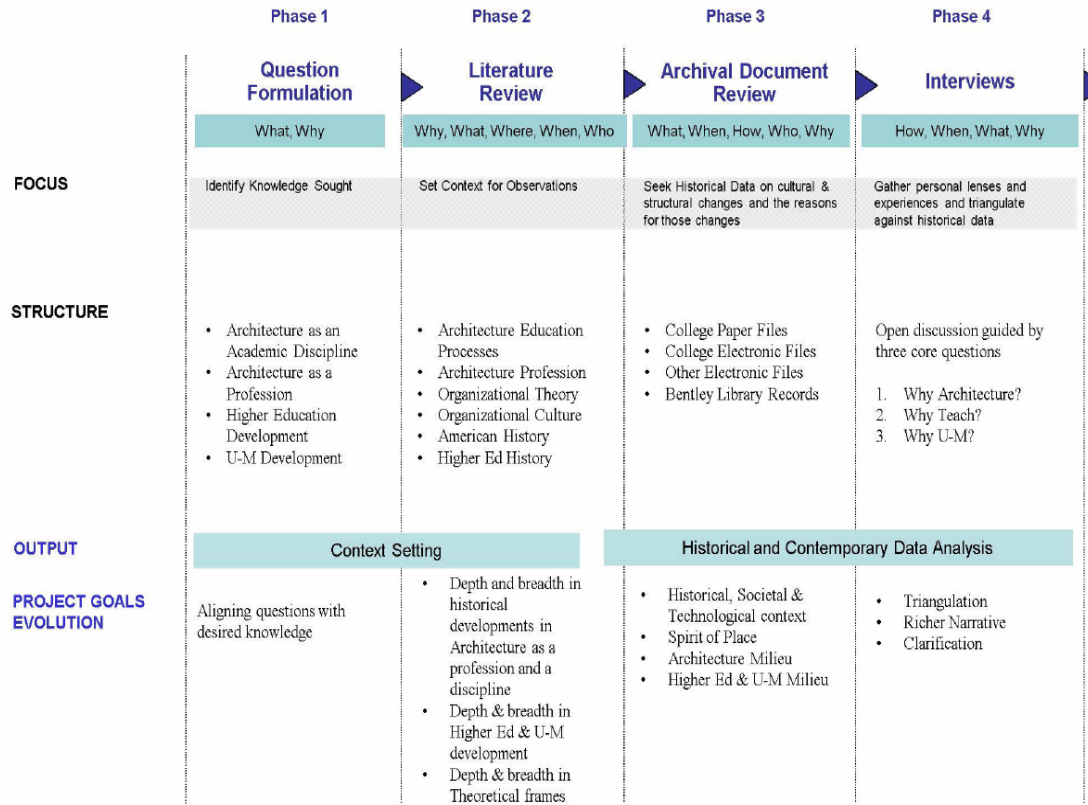 Phase 1
Phase 2
Phase 3
Phase 4
Question
Formulation
Literature
Review
Archival Document
Review
Interviews
What, Why
Why, What, Where, When, Who
What, When, How, Who, Why
How, When, What, Why
FOCUS
Identify Knowledge Sought
Set Context for Observations
Seek Historical Data on cultural &
structural changes and the reasons
for those changes
Gather personal lenses and
experiences and triangulate
against historical data
STRUCTURE
• Architecture as an
Academic Discipline
• Architecture as a
Profession
• Higher Education
Development
• U-M Development
• Architecture Education
Processes
• Architecture Profession
• Organizational Theory
• Organizational Culture
• American History
• Higher Ed History
• College Paper Files
• College Electronic Files
• Other Electronic Files
• Bentley Library Records
Open discussion guided by
three core questions
1. Why Architecture?
2. Why Teach?
3. Why U-M?
OUTPUT
Context Setting
Historical and Contemporary Data Analysis
PROJECT GOALS
EVOLUTION
Aligning questions with
desired knowledge
• Depth and breadth in
historical
developments in
Architecture as a
profession and a
discipline
• Depth & breadth in
Higher Ed & U-M
development
• Depth & breadth in
Theoretical frames
• Historical, Societal &
Technological context
• Spirit of Place
• Architecture Milieu
• Higher Ed & U-M Milieu
• Triangulation
• Richer Narrative
• Clarification